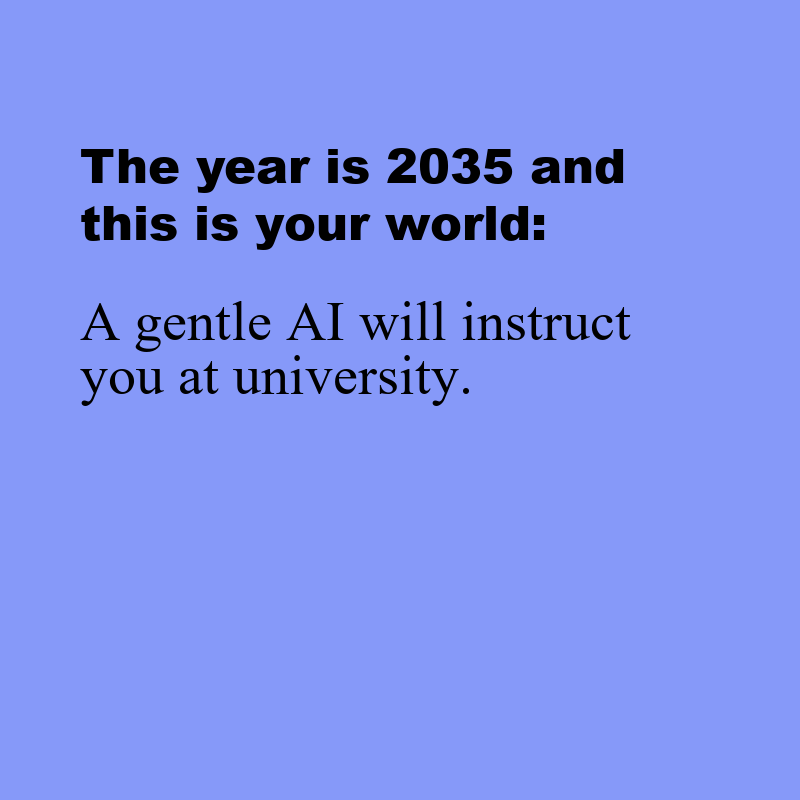 The year is 2035 and
this is your world:
A gentle AI will instruct
you at university.